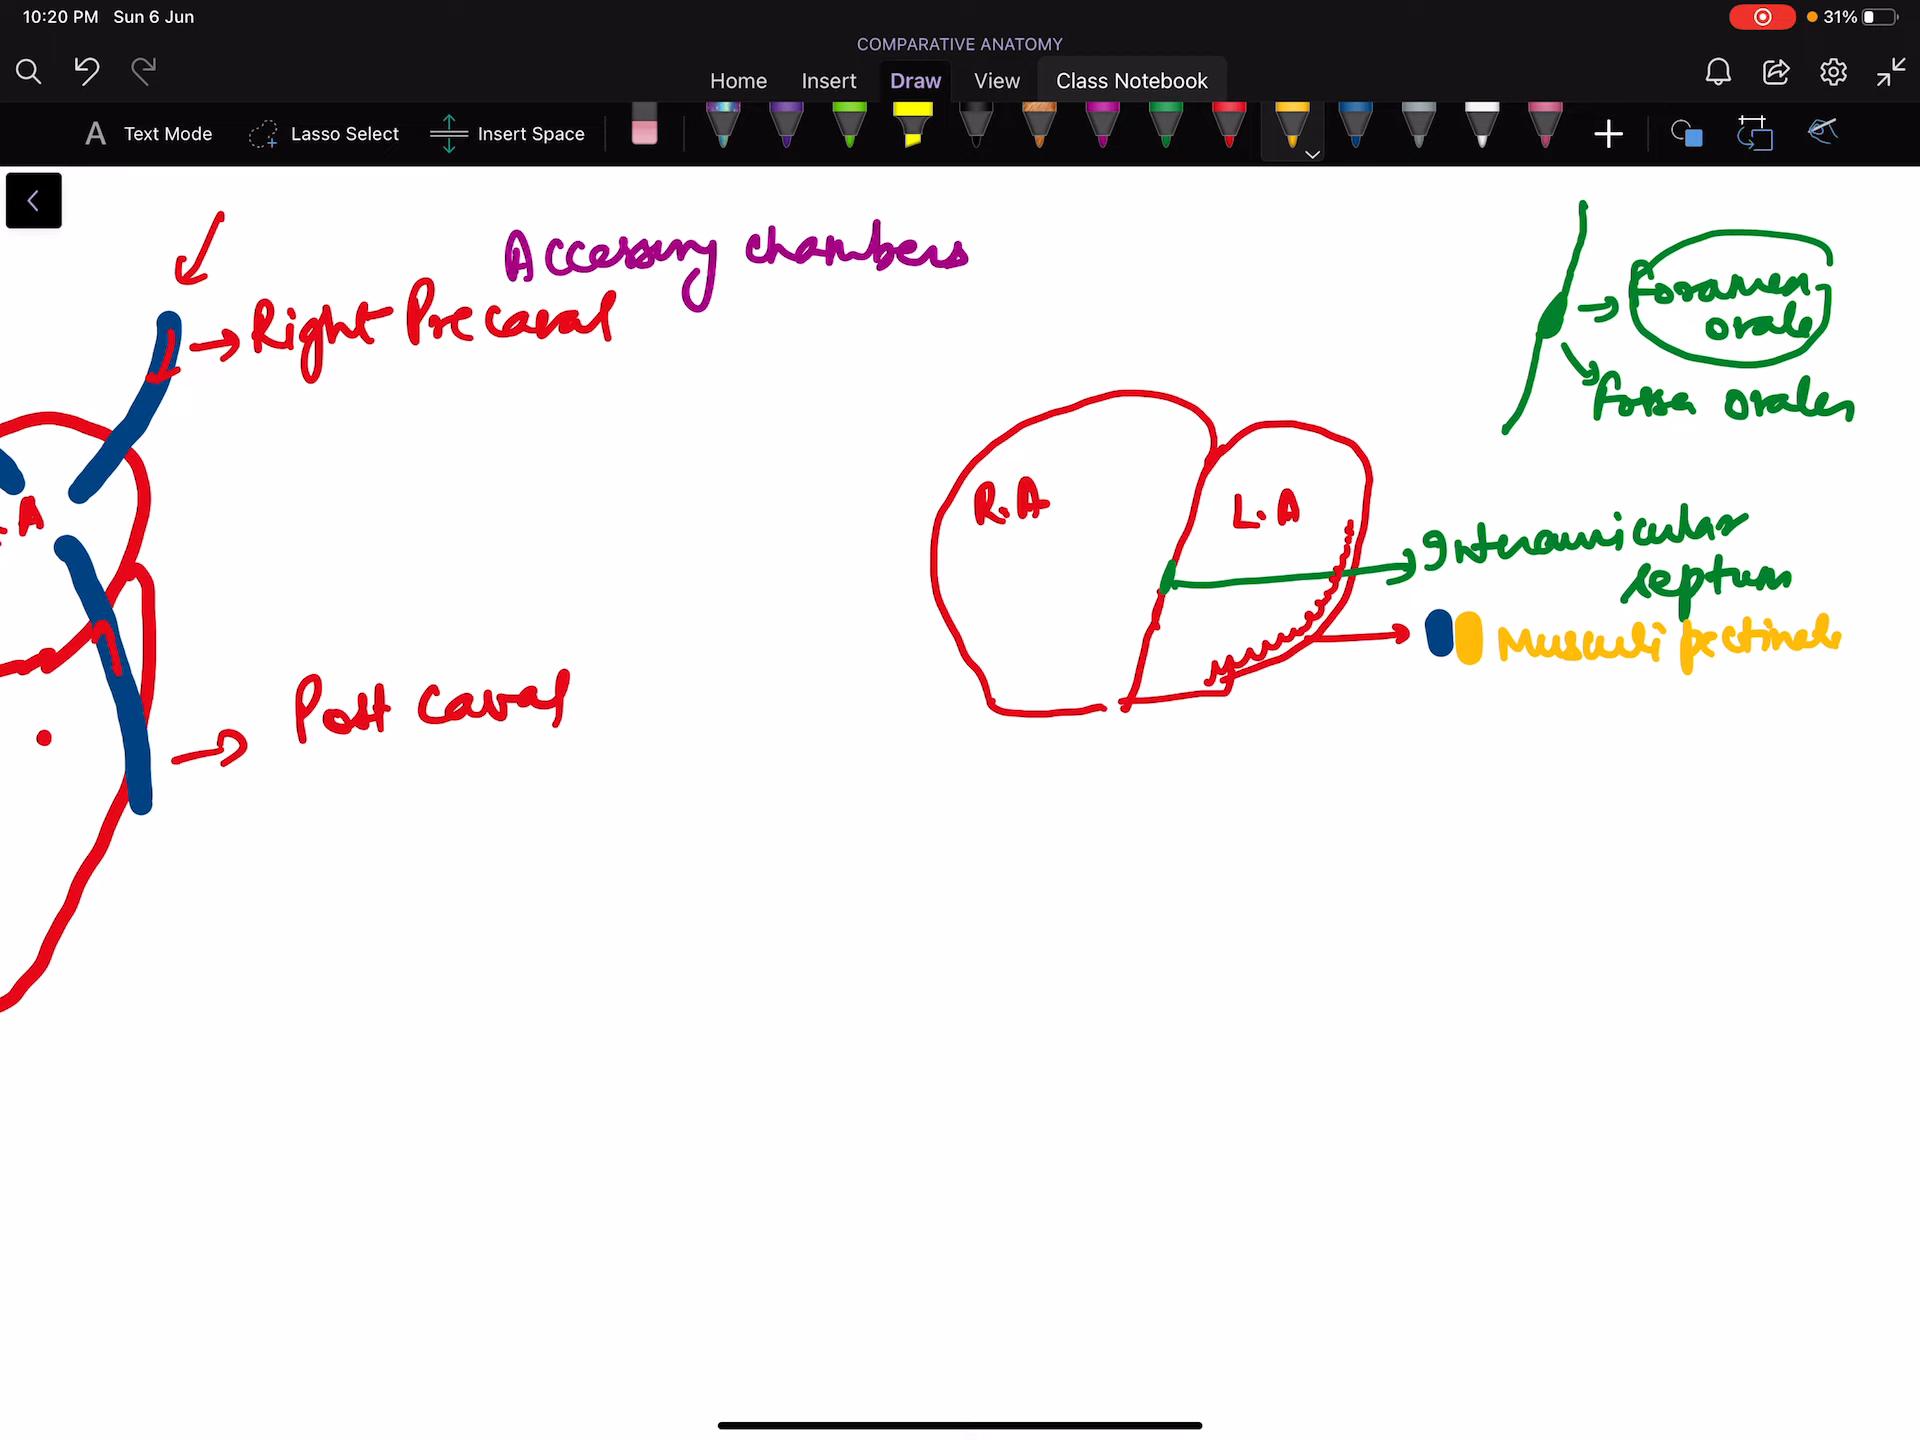 10:20 PM Sun 6 Jun
31%
COMPARATIVE ANATOMY
Home Insert Draw View Class Notebook
A Text Mode Lasso Select Insert Space
Accessory chambers
Right Precaval
Foramen
ovale
Fossa ovales
R.A
L.A
.A
Interauricular
septum
Musculi pectinate
Post caval